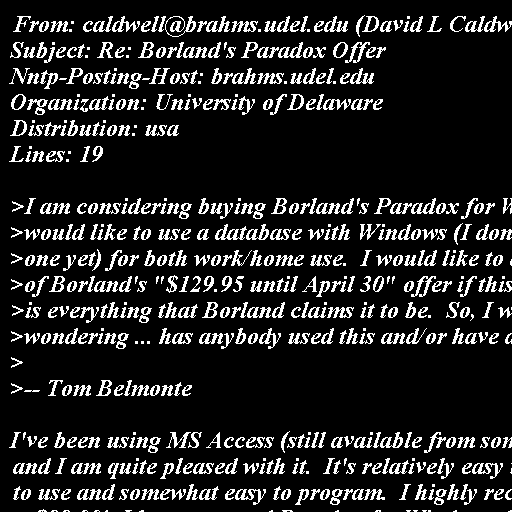 From: caldwell@brahms.udel.edu (David L Caldw
Subject: Re: Borland's Paradox Offer
Nntp-Posting-Host: brahms.udel.edu
Organization: University of Delaware
Distribution: usa
Lines: 19

>I am considering buying Borland's Paradox for W
>would like to use a database with Windows (I don
>one yet) for both work/home use.  I would like to
>of Borland's "$129.95 until April 30" offer if this
>is everything that Borland claims it to be.  So, I w
>wondering ... has anybody used this and/or have a
>
>-- Tom Belmonte

I've been using MS Access (still available from som
and I am quite pleased with it.  It's relatively easy
to use and somewhat easy to program.  I highly rec